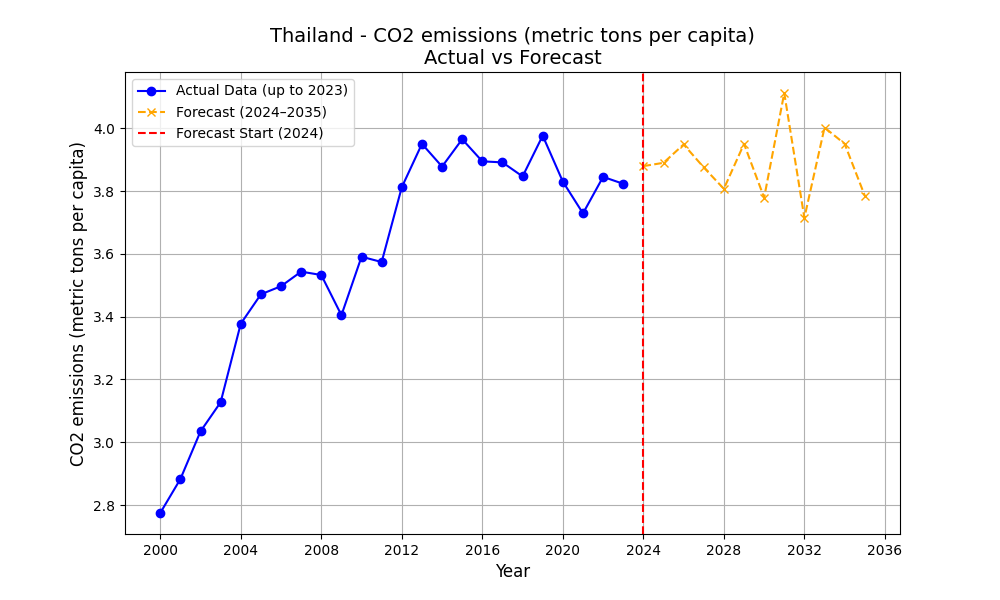 Thailand - CO2 emissions (metric tons per capita)
Actual vs Forecast
Actual Data (up to 2023)
Forecast (2024–2035)
Forecast Start (2024)
CO2 emissions (metric tons per capita)
4.0
3.8
3.6
3.4
3.2
3.0
2.8
2000 2004 2008 2012 2016 2020 2024 2028 2032 2036
Year